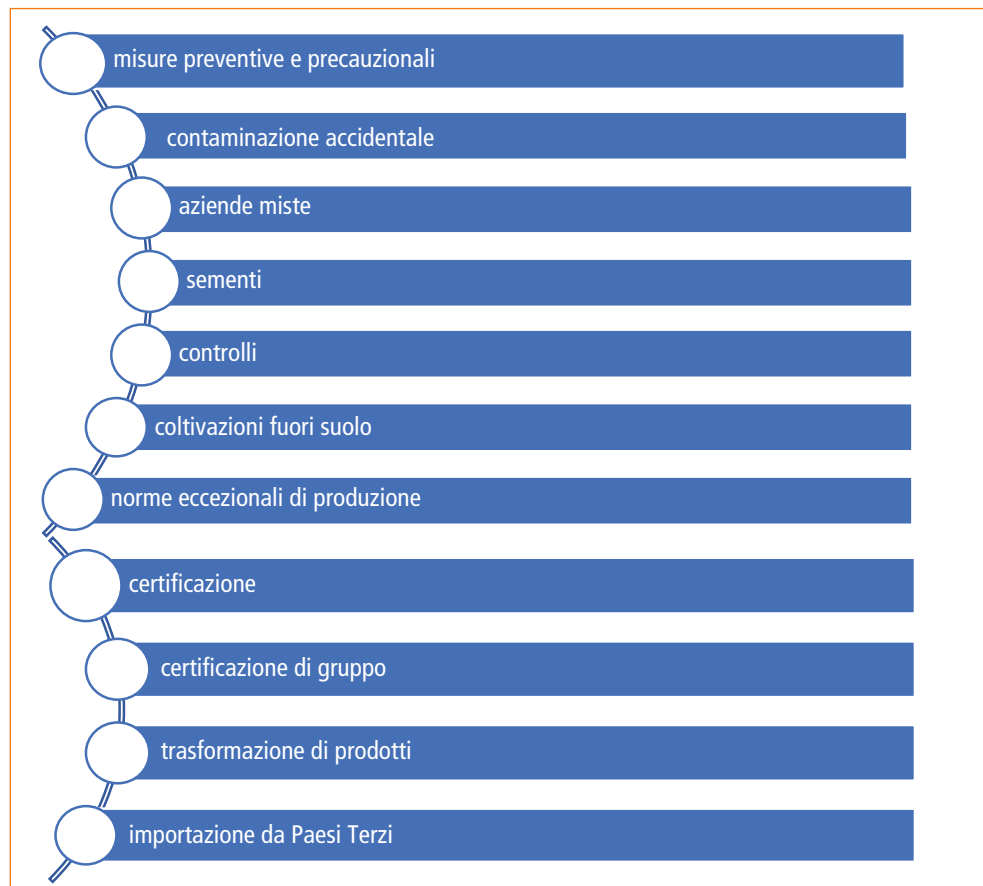 misure preventive e precauzionali
contaminazione accidentale
aziende miste
sementi
controlli
coltivazioni fuori suolo
norme eccezionali di produzione
certificazione
certificazione di gruppo
trasformazione di prodotti
importazione da Paesi Terzi